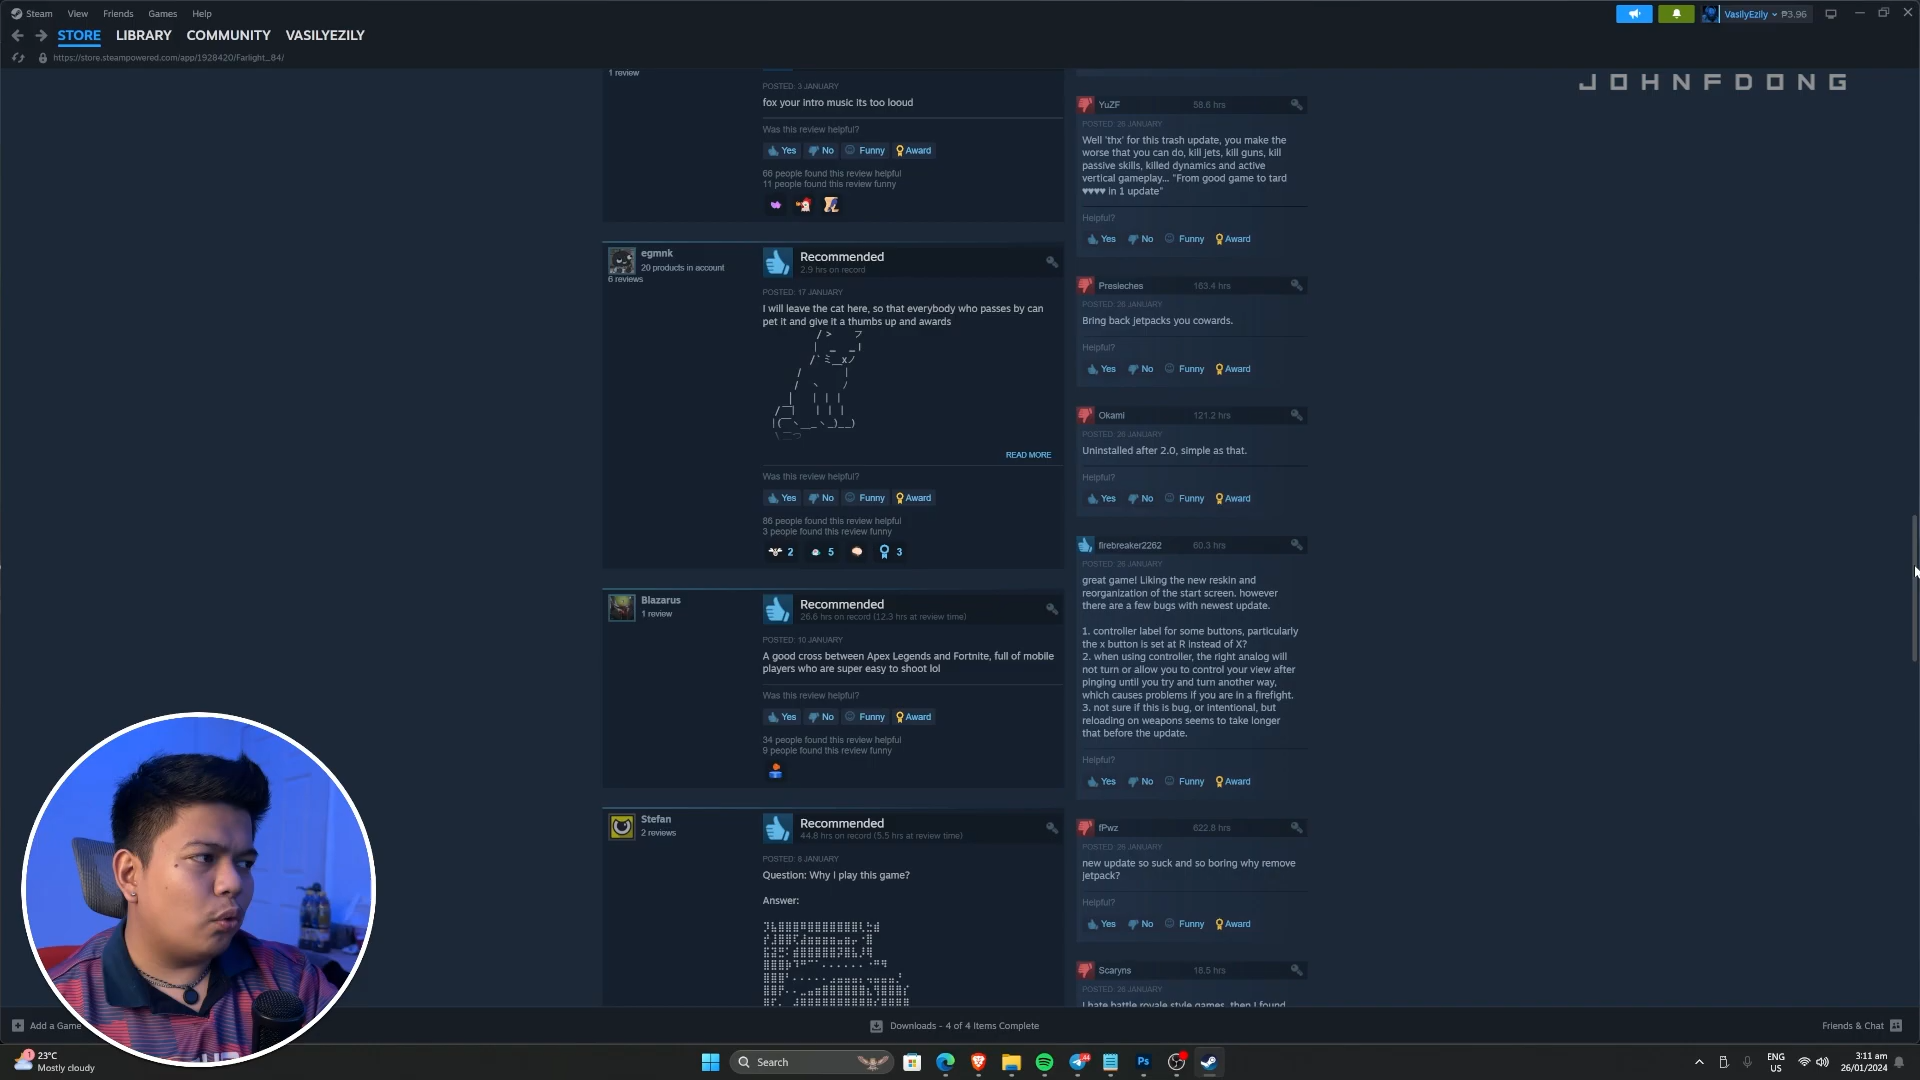 Steam View Friends Games Help
VasilyEzily ₱3.96
STORE LIBRARY COMMUNITY VASILYEZILY
https://store.steampowered.com/app/1928420/Farlight_84/
JOHNFDONG
1 review
POSTED: 3 JANUARY
fox your intro music its too looud
Was this review helpful?
Yes No Funny Award
66 people found this review helpful
11 people found this review funny
egmnk
20 products in account
6 reviews
Recommended
2.9 hrs on record
POSTED: 17 JANUARY
I will leave the cat here, so that everybody who passes by can
pet it and give it a thumbs up and awards
READ MORE
Was this review helpful?
Yes No Funny Award
86 people found this review helpful
3 people found this review funny
2 5 3
Blazarus
1 review
Recommended
26.6 hrs on record (12.3 hrs at review time)
POSTED: 10 JANUARY
A good cross between Apex Legends and Fortnite, full of mobile
players who are super easy to shoot lol
Was this review helpful?
Yes No Funny Award
34 people found this review helpful
9 people found this review funny
Stefan
2 reviews
Recommended
44.8 hrs on record (5.5 hrs at review time)
POSTED: 8 JANUARY
Question: Why I play this game?
Answer:
YuZF 58.6 hrs
POSTED: 26 JANUARY
Well 'thx' for this trash update, you make the
worse that you can do, kill jets, kill guns, kill
passive skills, killed dynamics and active
vertical gameplay... "From good game to tard
♥♥♥♥ in 1 update"
Helpful?
Yes No Funny Award
Presieches 163.4 hrs
POSTED: 26 JANUARY
Bring back jetpacks you cowards.
Helpful?
Yes No Funny Award
Okami 121.2 hrs
POSTED: 26 JANUARY
Uninstalled after 2.0, simple as that.
Helpful?
Yes No Funny Award
firebreaker2262 60.3 hrs
POSTED: 26 JANUARY
great game! Liking the new reskin and
reorganization of the start screen. however
there are a few bugs with newest update.
1. controller label for some buttons, particularly
the x button is set at R instead of X?
2. when using controller, the right analog will
not turn or allow you to control your view after
pinging until you try and turn another way,
which causes problems if you are in a firefight.
3. not sure if this is bug, or intentional, but
reloading on weapons seems to take longer
that before the update.
Helpful?
Yes No Funny Award
fPwz 622.8 hrs
POSTED: 26 JANUARY
new update so suck and so boring why remove
jetpack?
Helpful?
Yes No Funny Award
Scaryns 18.5 hrs
POSTED: 26 JANUARY
I hate battle royale style games, then I found
Add a Game
Downloads - 4 of 4 Items Complete
Friends & Chat
23°C
Mostly cloudy
Search
ENG
US
3:11 am
26/01/2024